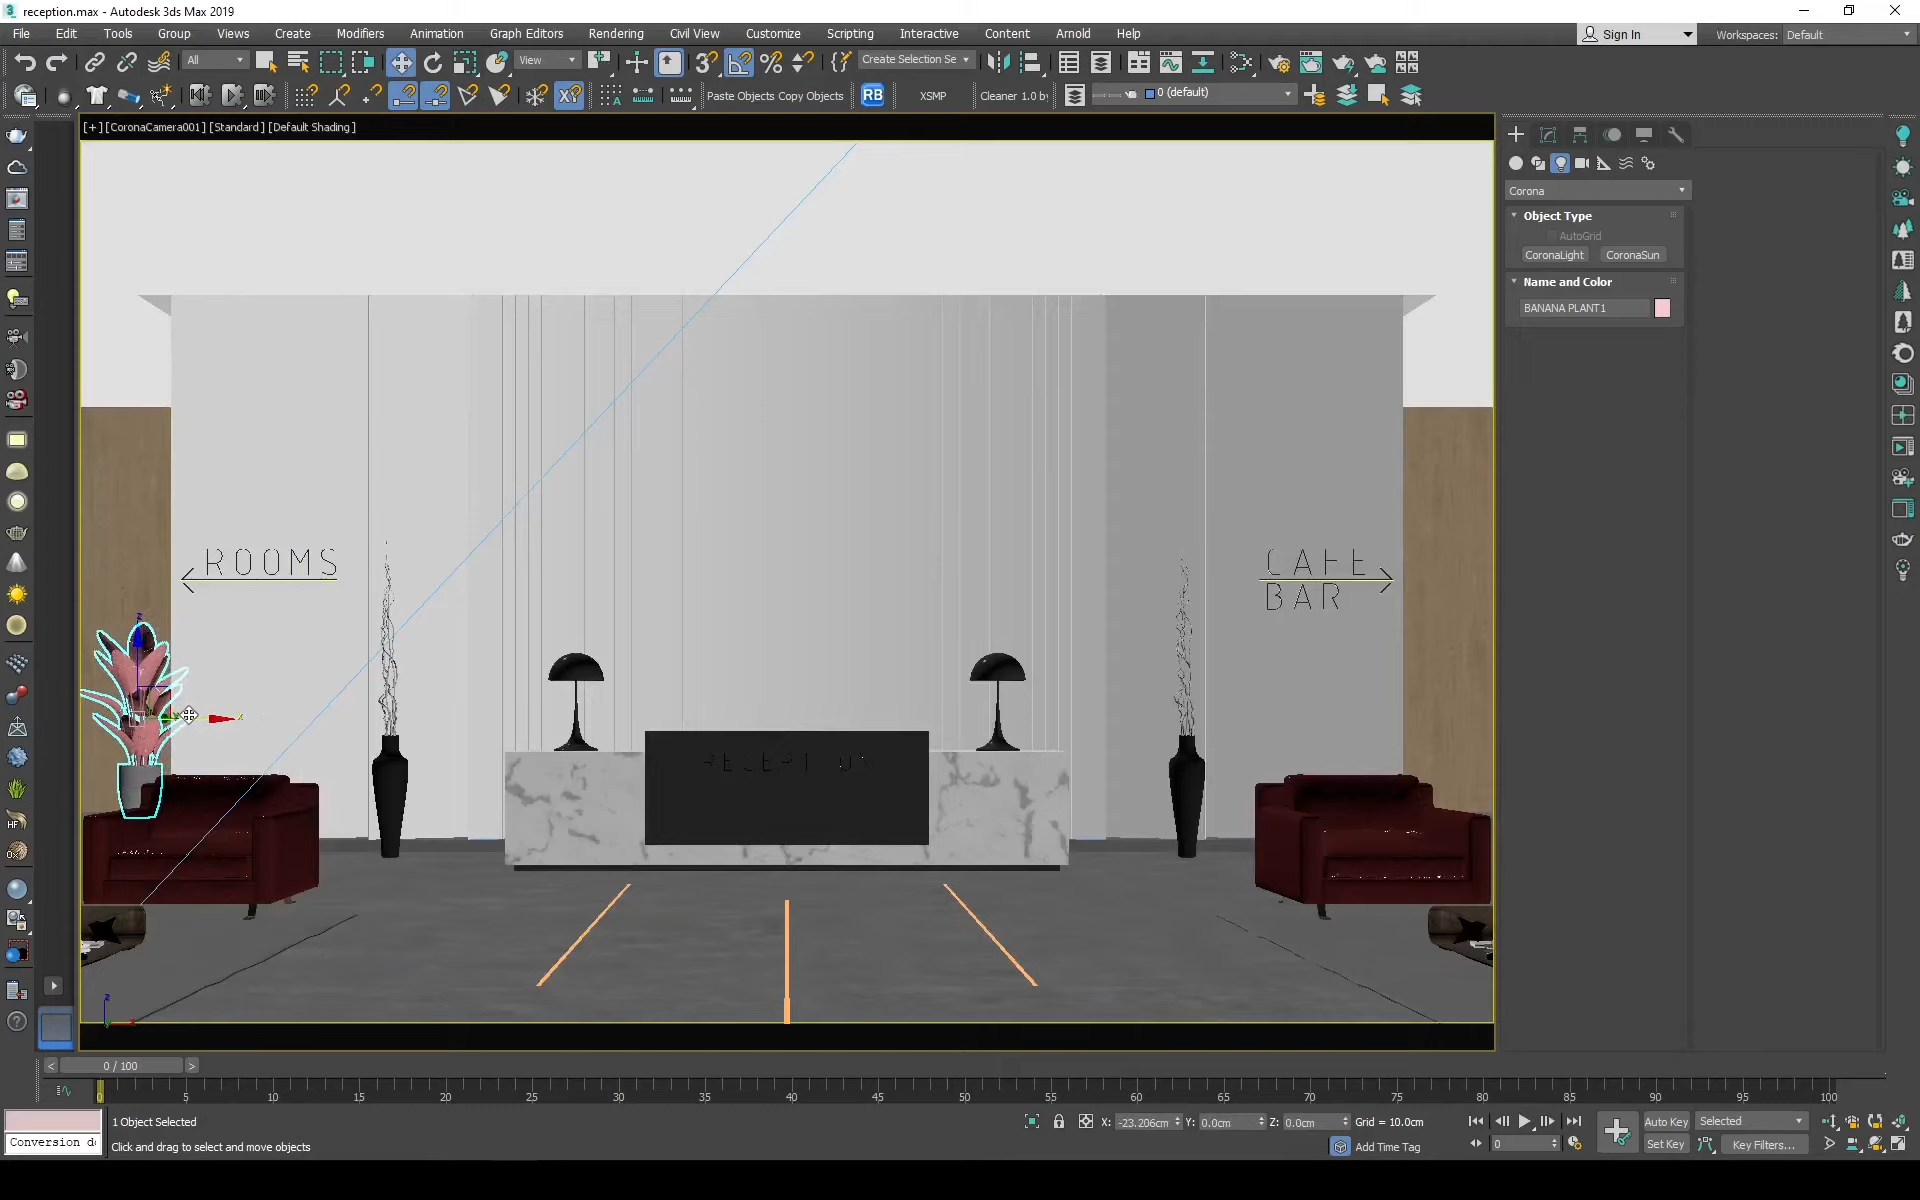 reception.max - Autodesk 3ds Max 2019
File Edit Tools Group Views Create Modifiers Animation Graph Editors Rendering Civil View Customize Scripting Interactive Content Arnold Help
Sign In Workspaces: Default
All View Create Selection Se
Paste Objects Copy Objects RB XSMP Cleaner 1.0 by 0 (default)
[+] [CoronaCamera001] [Standard] [Default Shading]
Corona
Object Type
AutoGrid
CoronaLight CoronaSun
Name and Color
BANANA PLANT1
ROOMS
CAFE
BAR
0 / 100
0 5 10 15 20 25 30 35 40 45 50 55 60 65 70 75 80 85 90 95 100
1 Object Selected
X: -23.206cm Y: 0.0cm Z: 0.0cm Grid = 10.0cm
Auto Key Selected
Conversion d
Click and drag to select and move objects
Add Time Tag
0
Set Key Key Filters...